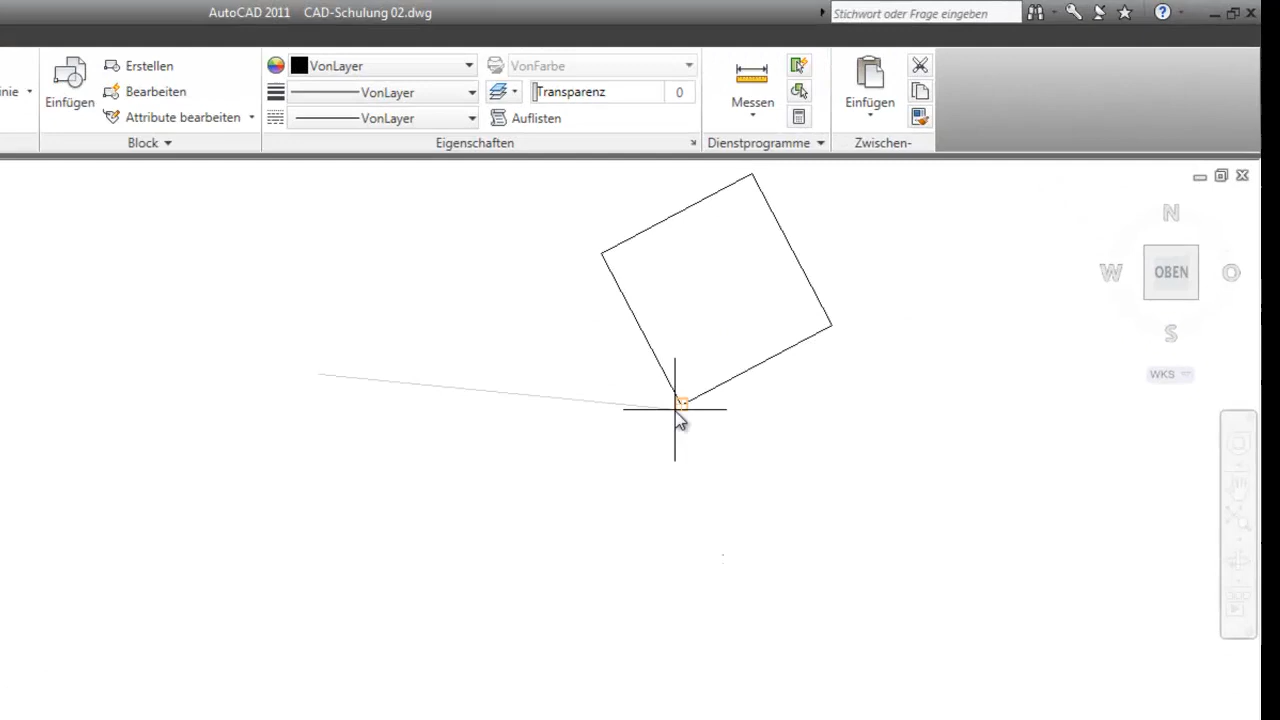 AutoCAD 2011 CAD-Schulung 02.dwg
Stichwort oder Frage eingeben
inie
Einfügen
Erstellen
Bearbeiten
Attribute bearbeiten
Block
VonLayer
VonLayer
VonLayer
VonFarbe
Transparenz 0
Auflisten
Eigenschaften
Messen
Dienstprogramme
Einfügen
Zwischen-
N
W OBEN O
S
WKS